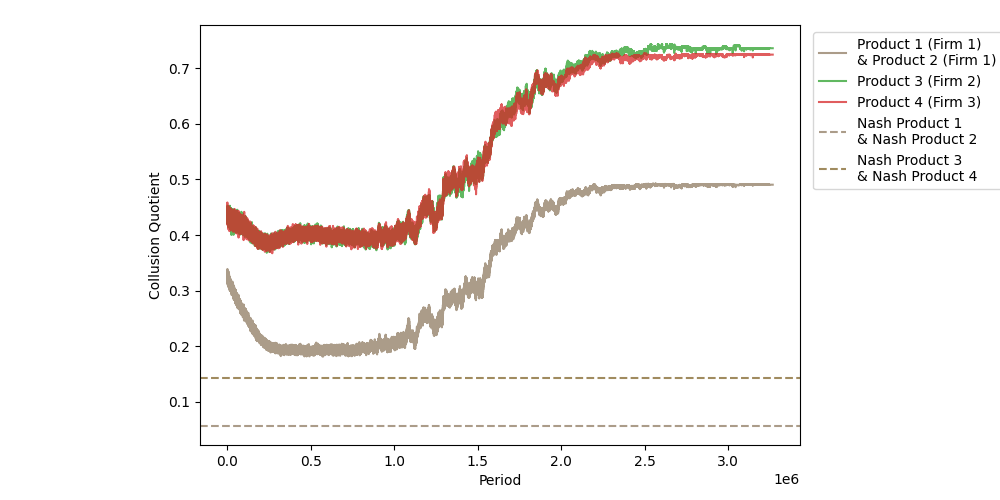 0.7
0.6
0.5
0.4
0.3
0.2
0.1
Collusion Quotient
0.0 0.5 1.0 1.5 2.0 2.5 3.0
1e6
Period
Product 1 (Firm 1)
& Product 2 (Firm 1)
Product 3 (Firm 2)
Product 4 (Firm 3)
Nash Product 1
& Nash Product 2
Nash Product 3
& Nash Product 4